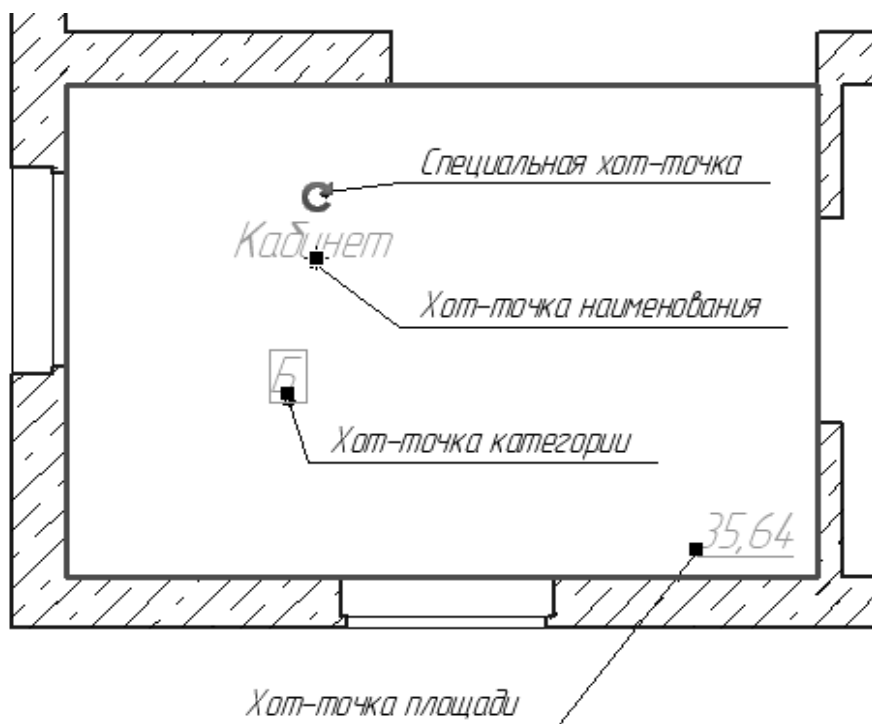 Специальная хот-точка
Кабинет
Хот-точка наименования
Б
Хот-точка категории
35,64
Хот-точка площади